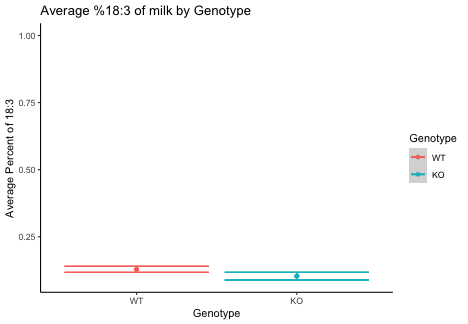 Average %18:3 of milk by Genotype
Average Percent of 18:3
1.00
0.75
0.50
0.25
WT
KO
Genotype
Genotype
WT
KO